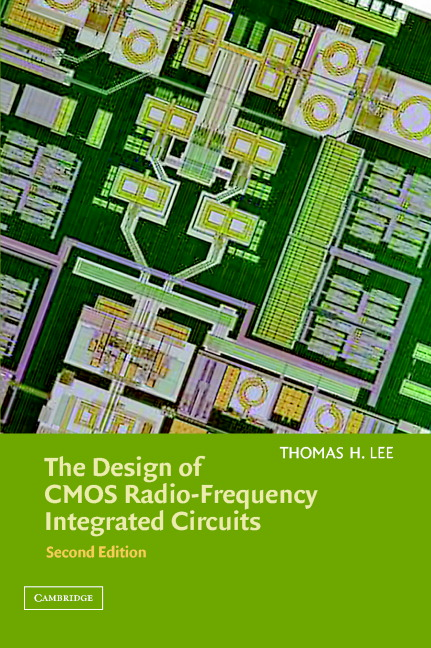 THOMAS H. LEE
The Design of
CMOS Radio-Frequency
Integrated Circuits
Second Edition
CAMBRIDGE